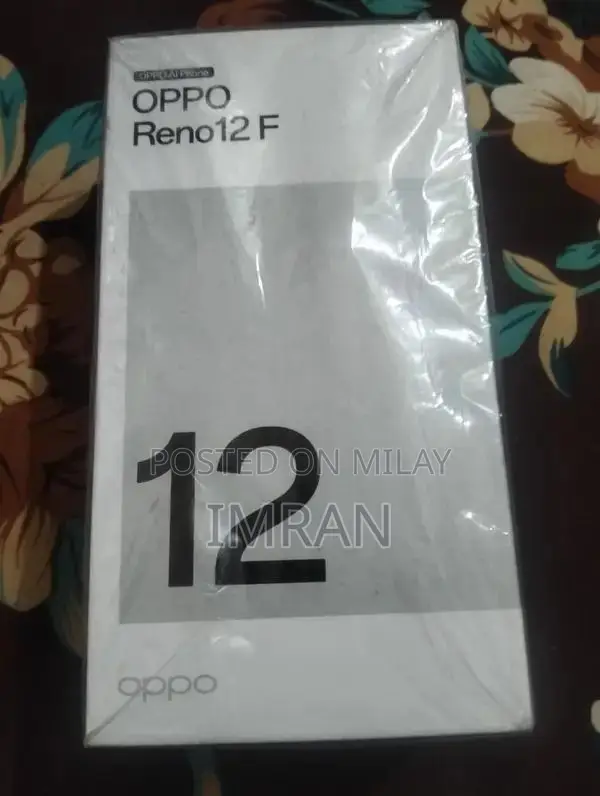 OPPO AI Phone
OPPO
Reno12 F
12
POSTED ON MILAY
IMRAN
oppo